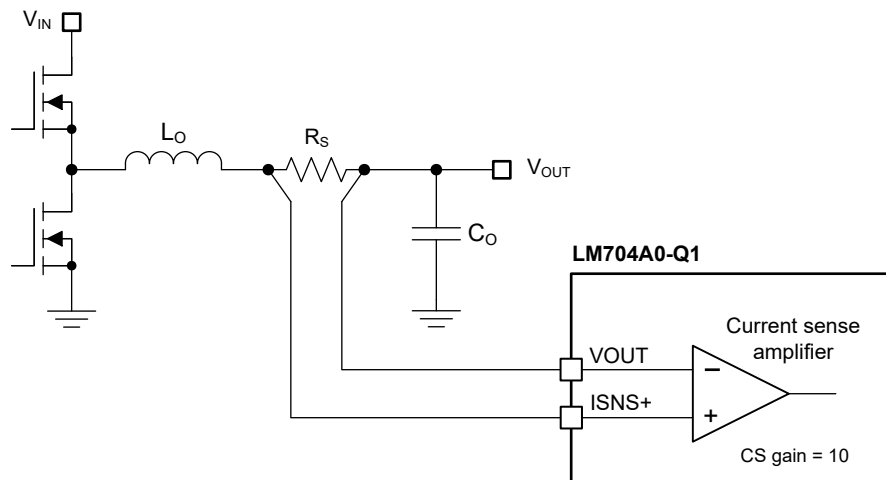 VIN
LO
RS
VOUT
CO
LM704A0-Q1
Current sense
amplifier
VOUT
−
ISNS+
+
CS gain = 10